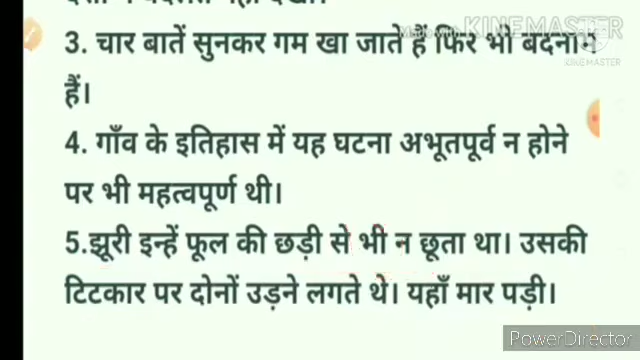 3. चार बातें सुनकर गम खा जाते हैं फिर भी बदनाम
हैं।
4. गाँव के इतिहास में यह घटना अभूतपूर्व न होने
पर भी महत्वपूर्ण थी।
5.झूरी इन्हें फूल की छड़ी से भी न छूता था। उसकी
टिटकार पर दोनों उड़ने लगते थे। यहाँ मार पड़ी।
KINEMASTER
KINEMASTER
PowerDirector